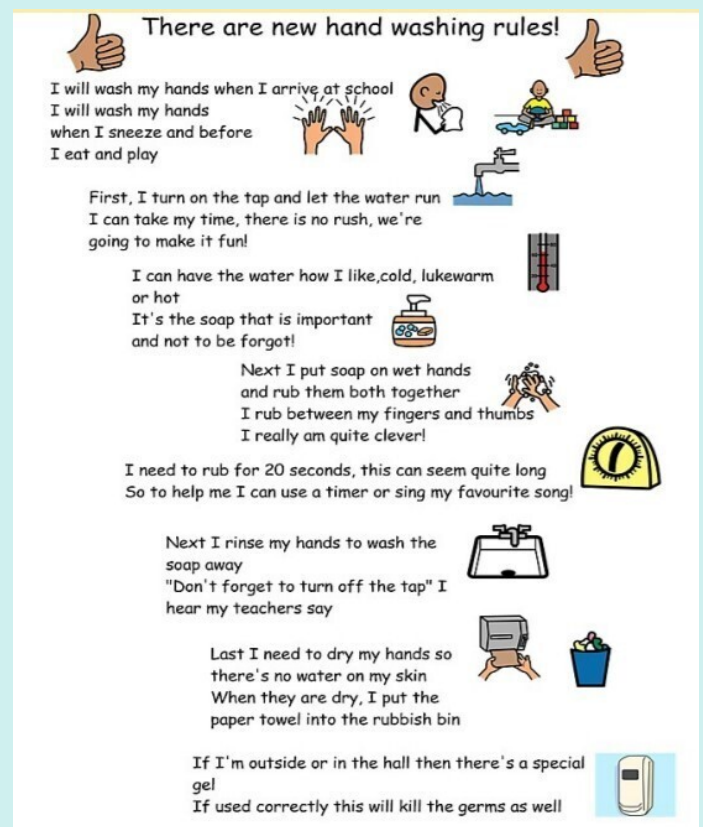 There are new hand washing rules!
I will wash my hands when I arrive at school
I will wash my hands
when I sneeze and before
I eat and play
First, I turn on the tap and let the water run
I can take my time, there is no rush, we're
going to make it fun!
I can have the water how I like,cold, lukewarm
or hot
It's the soap that is important
and not to be forgot!
Next I put soap on wet hands
and rub them both together
I rub between my fingers and thumbs
I really am quite clever!
I need to rub for 20 seconds, this can seem quite long
So to help me I can use a timer or sing my favourite song!
Next I rinse my hands to wash the
soap away
"Don't forget to turn off the tap" I
hear my teachers say
Last I need to dry my hands so
there's no water on my skin
When they are dry, I put the
paper towel into the rubbish bin
If I'm outside or in the hall then there's a special
gel
If used correctly this will kill the germs as well